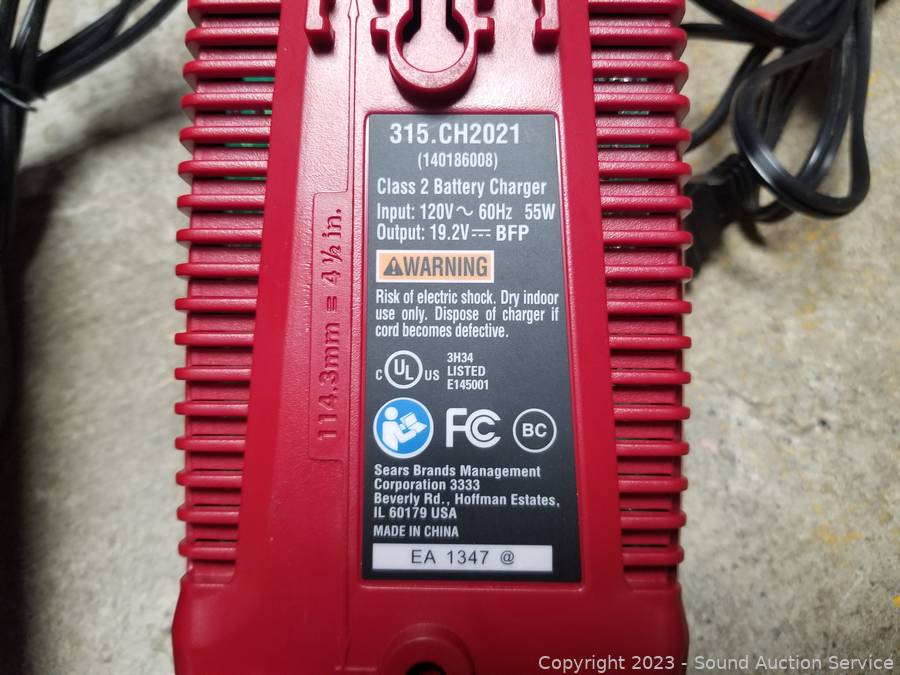 315.CH2021
(140186008)
Class 2 Battery Charger
Input: 120V~ 60Hz 55W
Output: 19.2V⎓ BFP
⚠WARNING
Risk of electric shock. Dry indoor
use only. Dispose of charger if
cord becomes defective.
C UL US
3H34
LISTED
E145001
FC
BC
Sears Brands Management
Corporation 3333
Beverly Rd., Hoffman Estates,
IL 60179 USA
MADE IN CHINA
EA 1347 @
114.3mm = 4 ½ in.
Copyright 2023 - Sound Auction Service